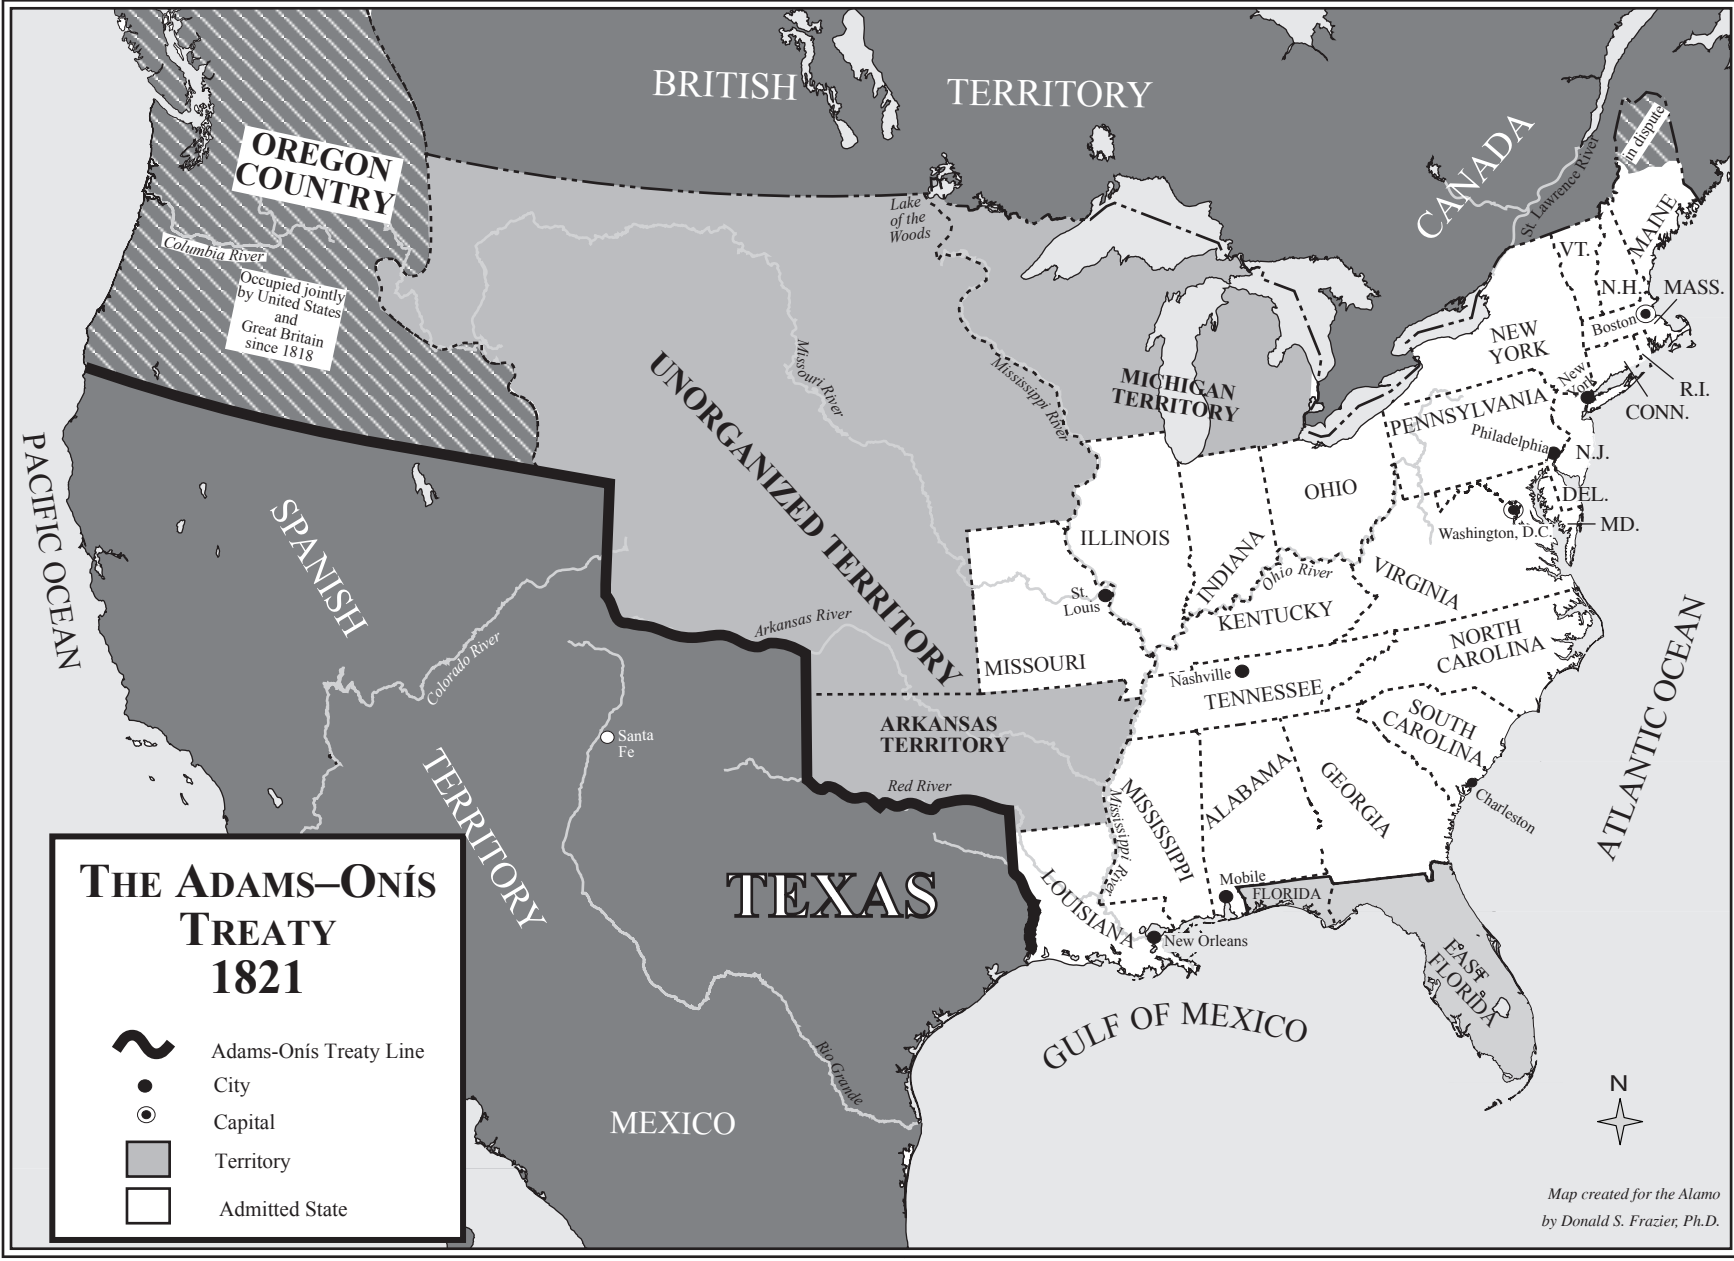 BRITISH TERRITORY
CANADA
in dispute
St. Lawrence River
OREGON
COUNTRY
Columbia River
Occupied jointly
by United States
and
Great Britain
since 1818
Lake
of the
Woods
MAINE
VT.
N.H.
MASS.
Boston
NEW
YORK
New
York
R.I.
CONN.
PENNSYLVANIA
Philadelphia
N.J.
DEL.
MD.
Washington, D.C.
MICHIGAN
TERRITORY
Missouri River
Mississippi River
UNORGANIZED TERRITORY
OHIO
ILLINOIS
INDIANA
Ohio River
VIRGINIA
KENTUCKY
St.
Louis
MISSOURI
Nashville
TENNESSEE
NORTH
CAROLINA
SOUTH
CAROLINA
Charleston
GEORGIA
ALABAMA
MISSISSIPPI
Mississippi River
LOUISIANA
Mobile
FLORIDA
New Orleans
EAST
FLORIDA
ARKANSAS
TERRITORY
Arkansas River
Red River
PACIFIC OCEAN
SPANISH
TERRITORY
Colorado River
Santa
Fe
TEXAS
Rio Grande
MEXICO
GULF OF MEXICO
ATLANTIC OCEAN
THE ADAMS–ONÍS
TREATY
1821
Adams-Onís Treaty Line
City
Capital
Territory
Admitted State
N
Map created for the Alamo
by Donald S. Frazier, Ph.D.